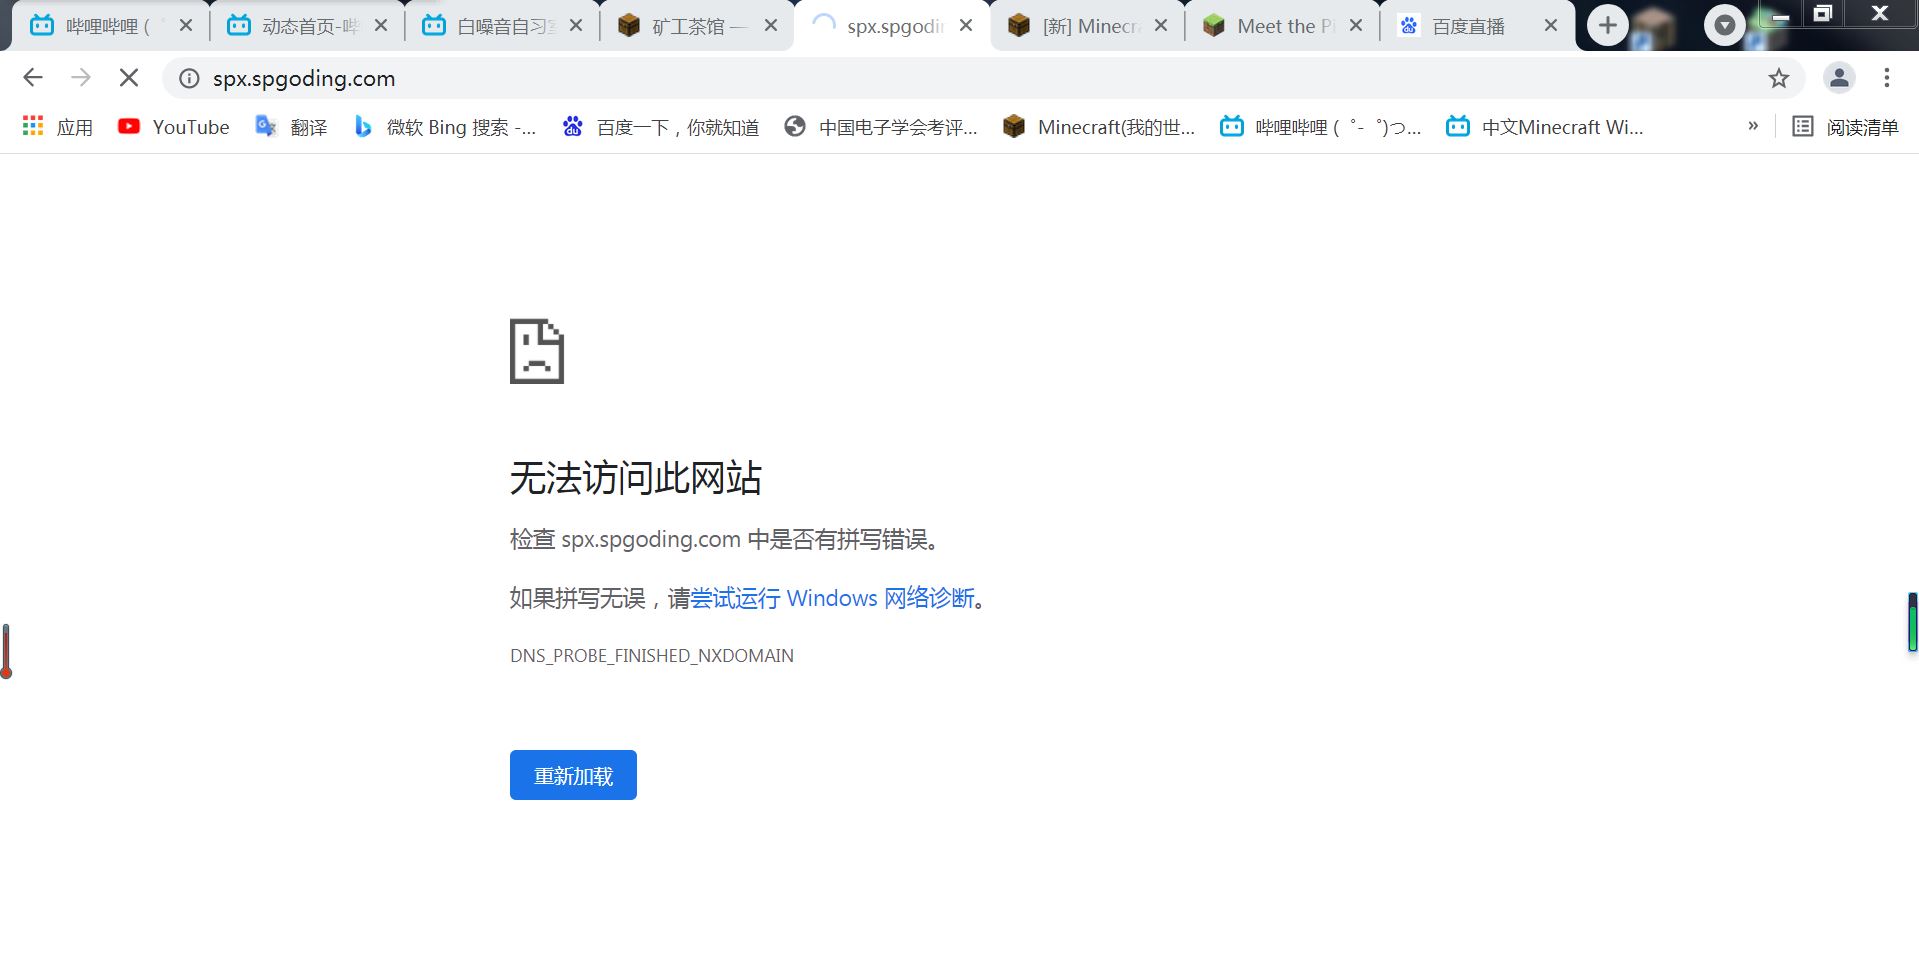 哔哩哔哩 (
动态首页-哔
白噪音自习室
矿工茶馆 —
spx.spgodin
[新] Minecra
Meet the Pi
百度直播
spx.spgoding.com
应用
YouTube
翻译
微软 Bing 搜索 -...
百度一下，你就知道
中国电子学会考评...
Minecraft(我的世...
哔哩哔哩 (゜-゜)つ...
中文Minecraft Wi...
»
阅读清单
无法访问此网站
检查 spx.spgoding.com 中是否有拼写错误。
如果拼写无误，请尝试运行 Windows 网络诊断。
DNS_PROBE_FINISHED_NXDOMAIN
重新加载